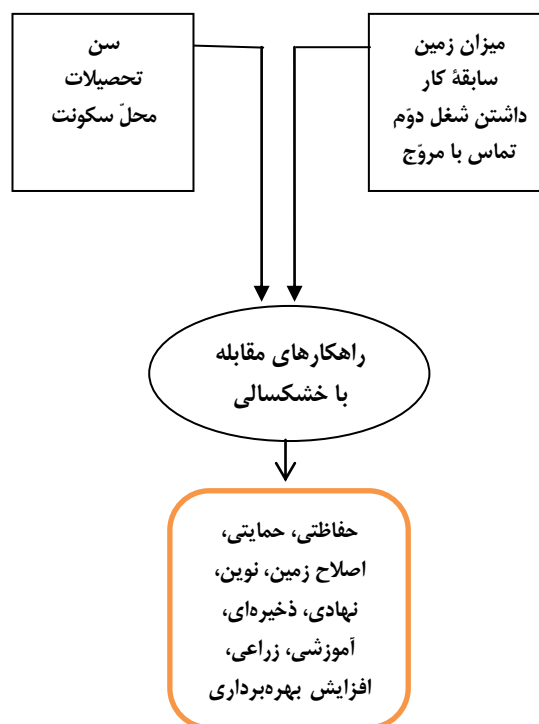 میزان زمین
سابقهٔ کار
داشتن شغل دوّم
تماس با مروّج
سن
تحصیلات
محلّ سکونت
راهکارهای مقابله
با خشکسالی
حفاظتی، حمایتی،
اصلاح زمین، نوین،
نهادی، ذخیره‌ای،
آموزشی، زراعی،
افزایش بهره‌برداری